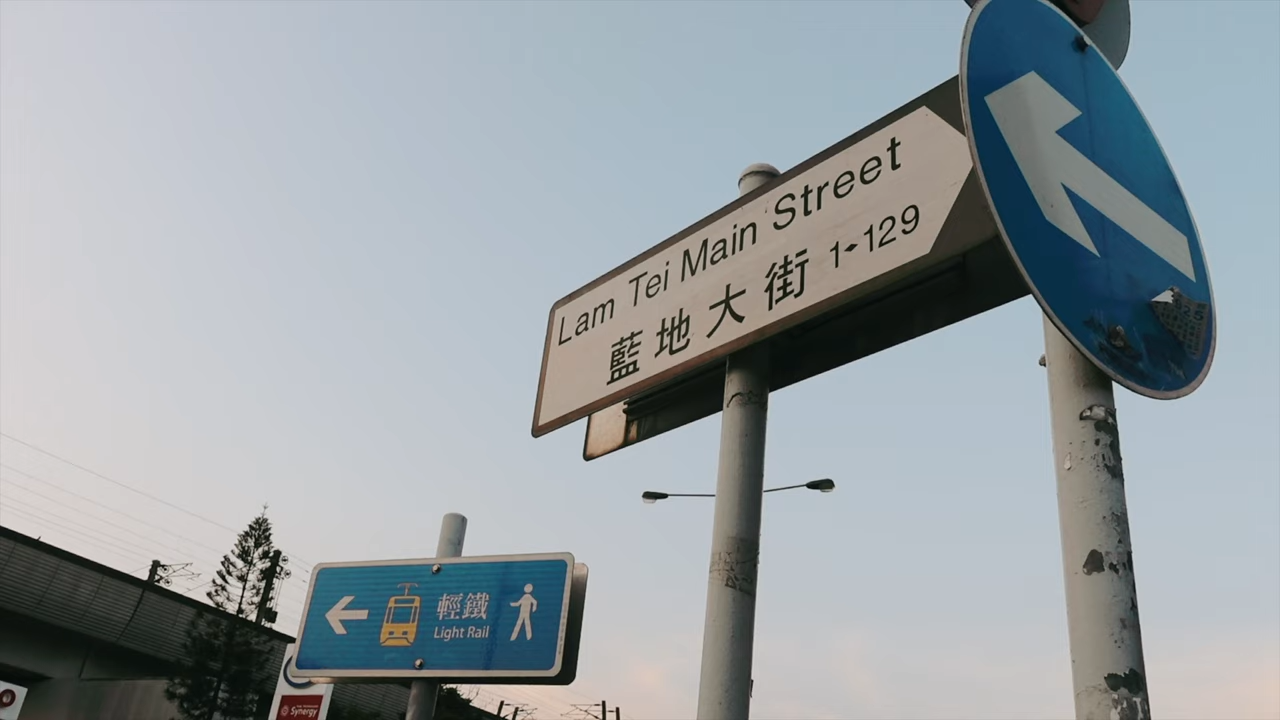 Lam Tei Main Street
藍地大街 1-129
輕鐵
Light Rail
Synergy